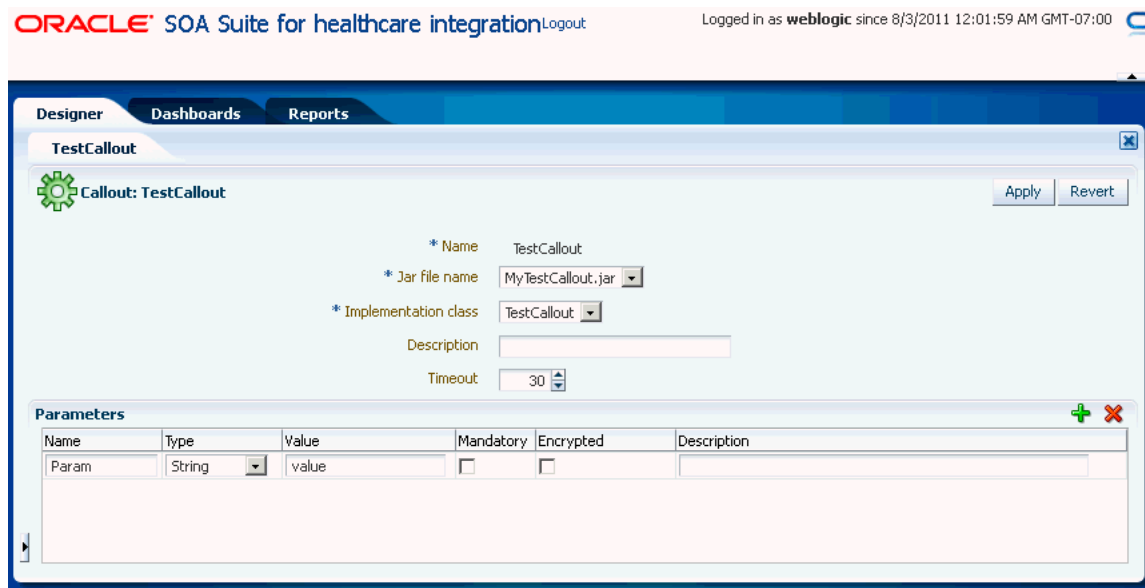 ORACLE® SOA Suite for healthcare integration Logout Logged in as weblogic since 8/3/2011 12:01:59 AM GMT-07:00
Designer Dashboards Reports
TestCallout
Callout: TestCallout Apply Revert
* Name TestCallout
* Jar file name MyTestCallout.jar
* Implementation class TestCallout
Description
Timeout 30
Parameters
Name Type Value Mandatory Encrypted Description
Param String value